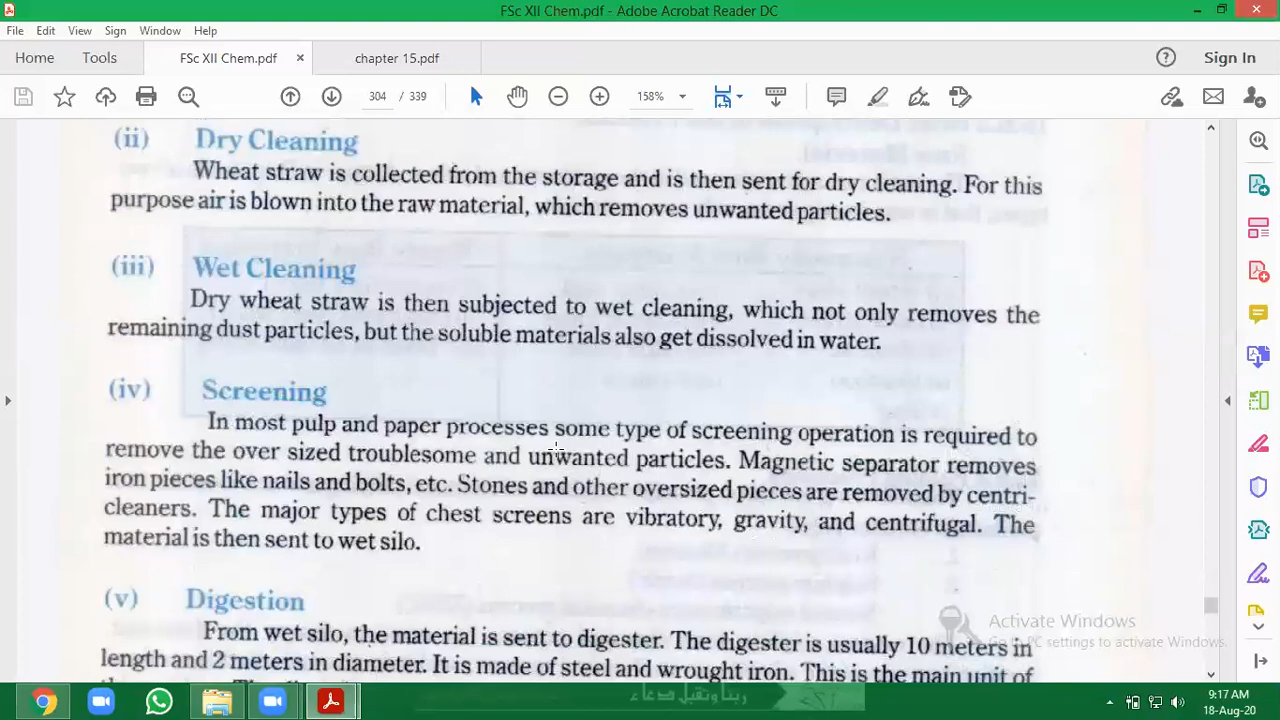 FSc XII Chem.pdf - Adobe Acrobat Reader DC
File Edit View Sign Window Help
Home Tools FSc XII Chem.pdf × chapter 15.pdf Sign In
304 / 339 158%
(ii) Dry Cleaning
Wheat straw is collected from the storage and is then sent for dry cleaning. For this
purpose air is blown into the raw material, which removes unwanted particles.
(iii) Wet Cleaning
Dry wheat straw is then subjected to wet cleaning, which not only removes the
remaining dust particles, but the soluble materials also get dissolved in water.
(iv) Screening
In most pulp and paper processes some type of screening operation is required to
remove the over sized troublesome and unwanted particles. Magnetic separator removes
iron pieces like nails and bolts, etc. Stones and other oversized pieces are removed by centri-
cleaners. The major types of chest screens are vibratory, gravity, and centrifugal. The
material is then sent to wet silo.
(v) Digestion
From wet silo, the material is sent to digester. The digester is usually 10 meters in
length and 2 meters in diameter. It is made of steel and wrought iron. This is the main unit of
Activate Windows
Go to PC settings to activate Windows.
ربنا وتقبل دعاء
9:17 AM
18-Aug-20